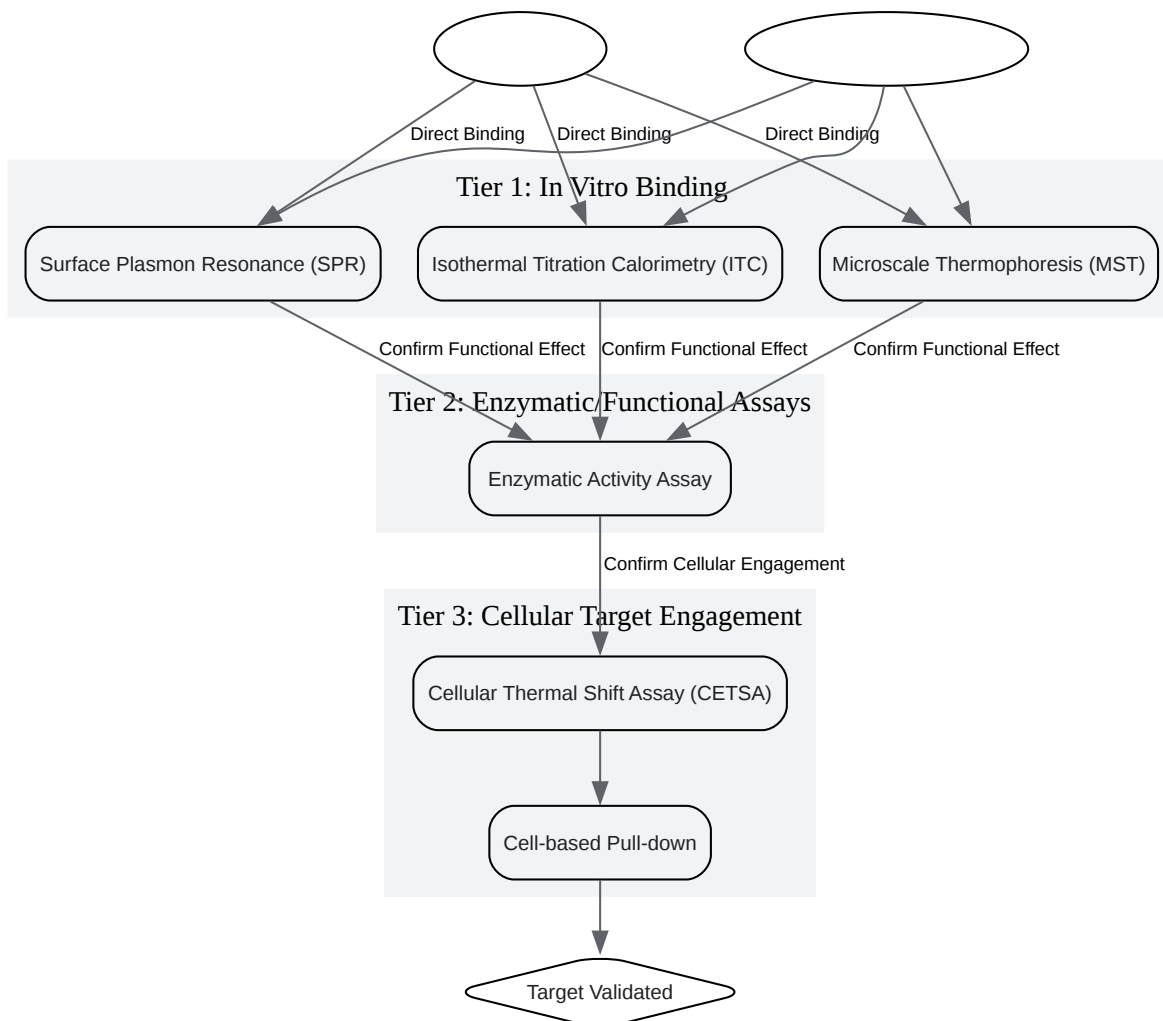 Direct Binding
Direct Binding
Direct Binding
Tier 1: In Vitro Binding
Surface Plasmon Resonance (SPR)
Isothermal Titration Calorimetry (ITC)
Microscale Thermophoresis (MST)
Confirm Functional Effect
Confirm Functional Effect
Confirm Functional Effect
Tier 2: Enzymatic/Functional Assays
Enzymatic Activity Assay
Confirm Cellular Engagement
Tier 3: Cellular Target Engagement
Cellular Thermal Shift Assay (CETSA)
Cell-based Pull-down
Target Validated